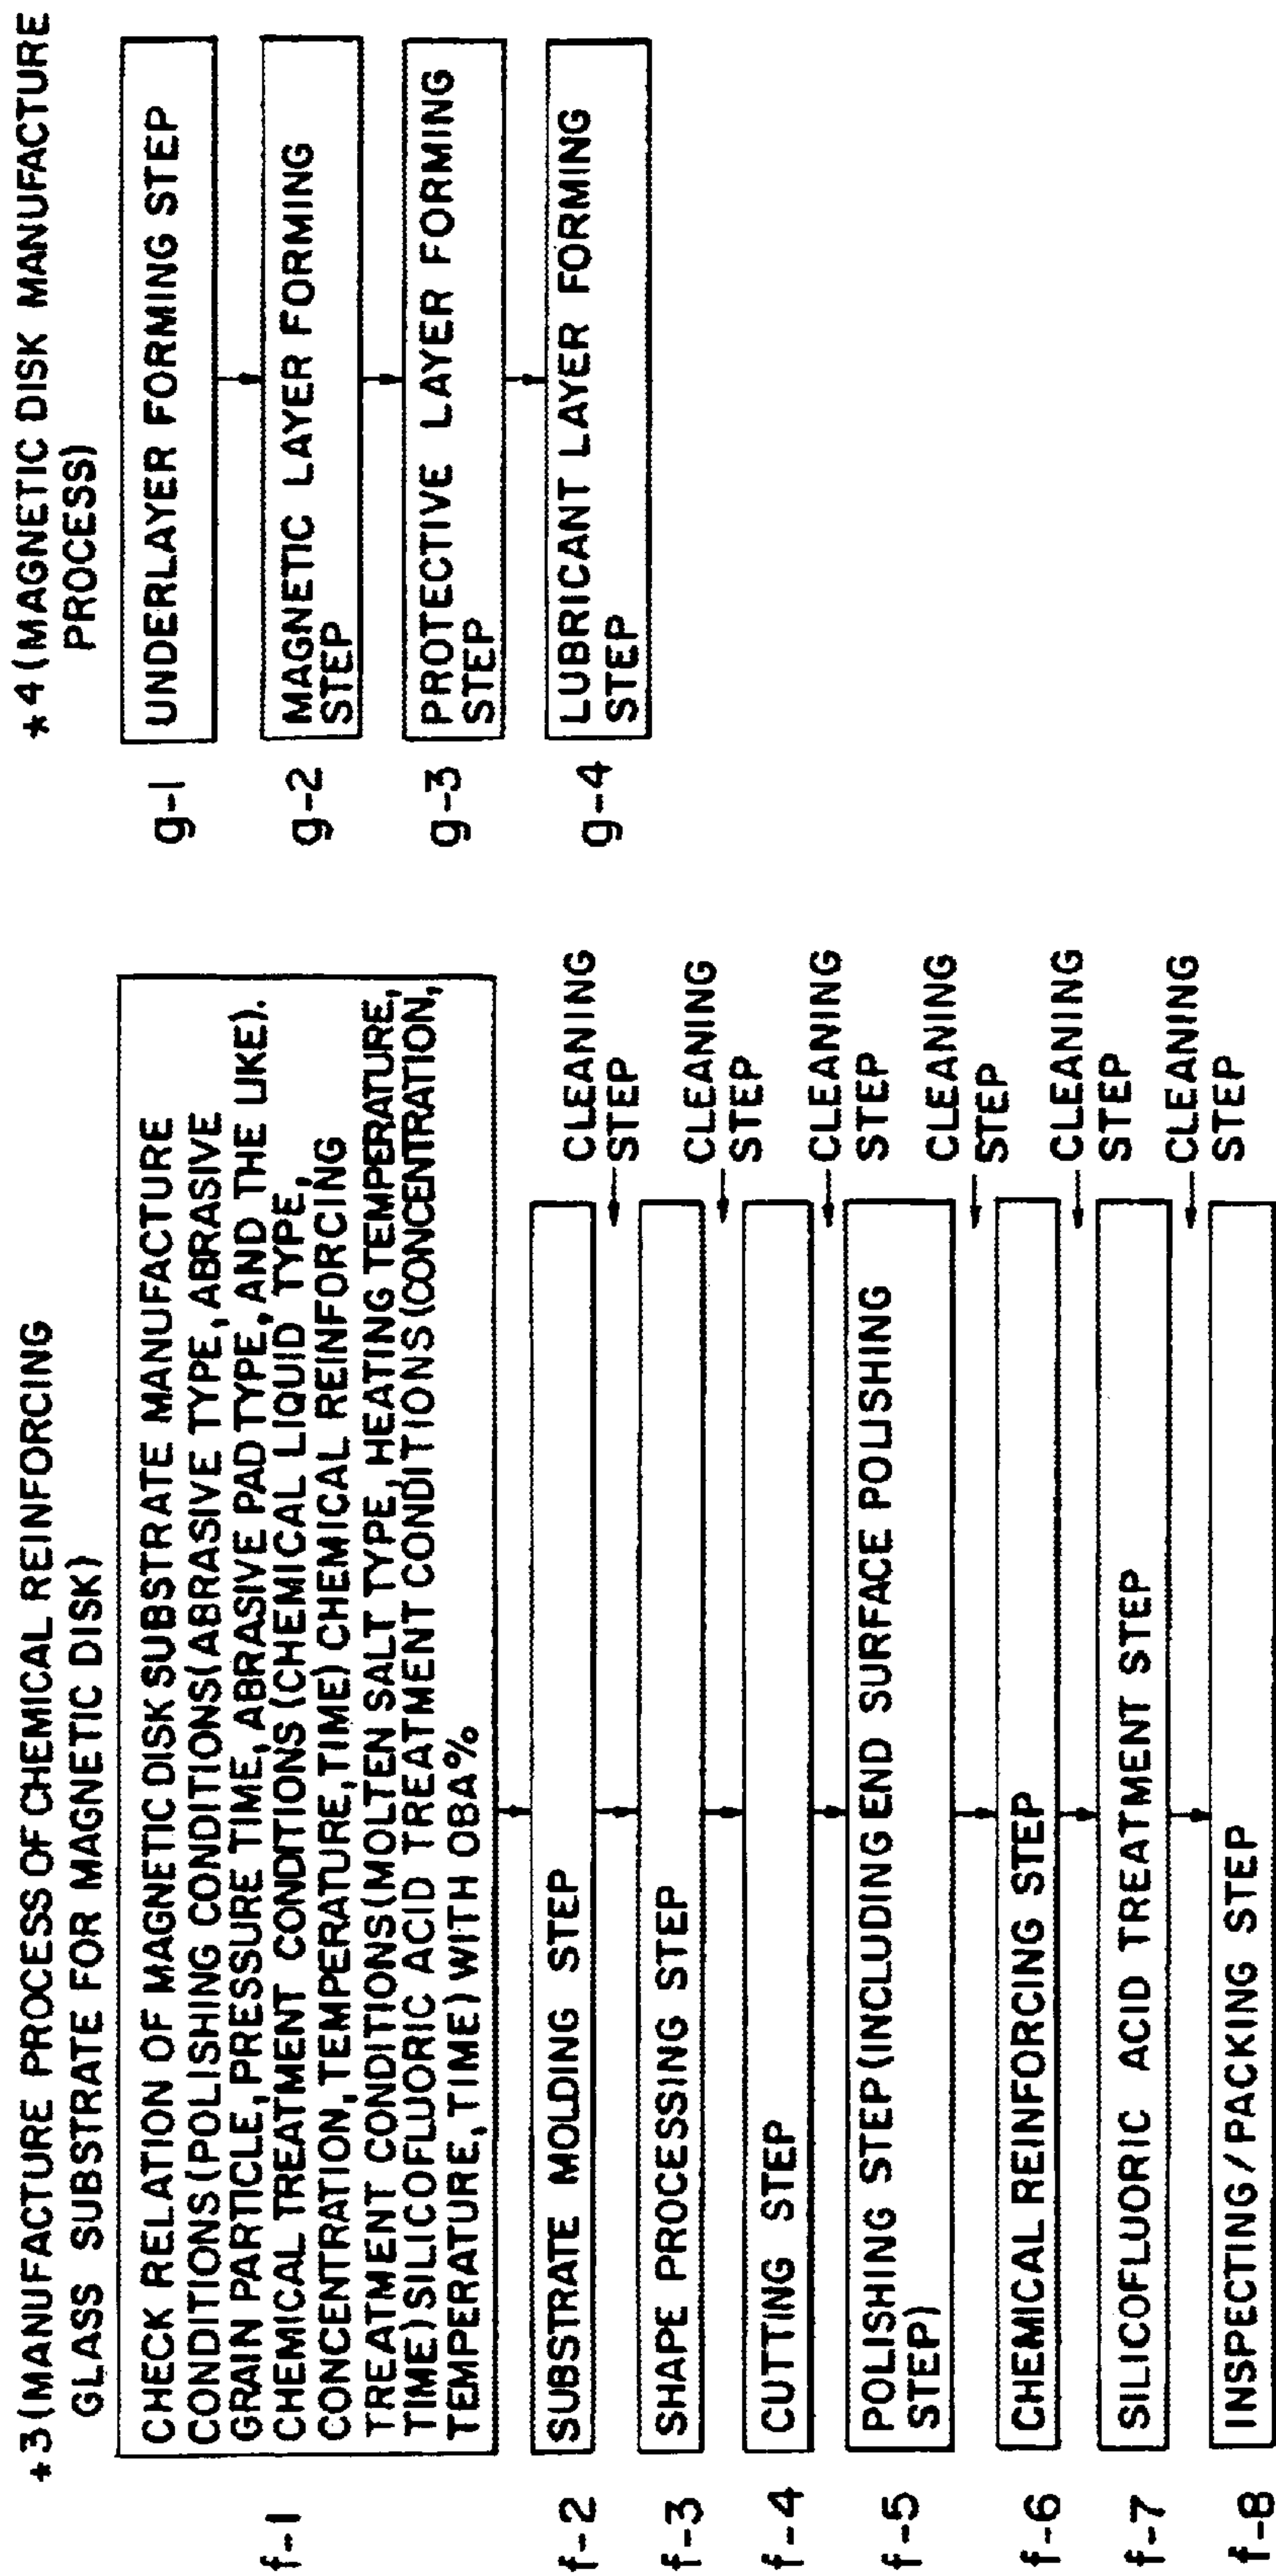 *3(MANUFACTURE PROCESS OF CHEMICAL REINFORCING
GLASS SUBSTRATE FOR MAGNETIC DISK)
f-1
CHECK RELATION OF MAGNETIC DISK SUBSTRATE MANUFACTURE
CONDITIONS(POLISHING CONDITIONS(ABRASIVE TYPE, ABRASIVE
GRAIN PARTICLE, PRESSURE TIME, ABRASIVE PAD TYPE, AND THE LIKE).
CHEMICAL TREATMENT CONDITIONS (CHEMICAL LIQUID TYPE,
CONCENTRATION, TEMPERATURE, TIME) CHEMICAL REINFORCING
TREATMENT CONDITIONS(MOLTEN SALT TYPE, HEATING TEMPERATURE,
TIME)SILICOFLUORIC ACID TREATMENT CONDITIONS(CONCENTRATION,
TEMPERATURE, TIME) WITH OBA%
f-2
SUBSTRATE MOLDING STEP
CLEANING
STEP
f-3
SHAPE PROCESSING STEP
CLEANING
STEP
f-4
CUTTING STEP
CLEANING
STEP
f-5
POLISHING STEP(INCLUDING END SURFACE POLISHING
STEP)
CLEANING
STEP
f-6
CHEMICAL REINFORCING STEP
CLEANING
STEP
f-7
SILICOFLUORIC ACID TREATMENT STEP
CLEANING
STEP
f-8
INSPECTING/PACKING STEP
*4(MAGNETIC DISK MANUFACTURE
PROCESS)
g-1
UNDERLAYER FORMING STEP
g-2
MAGNETIC LAYER FORMING
STEP
g-3
PROTECTIVE LAYER FORMING
STEP
g-4
LUBRICANT LAYER FORMING
STEP